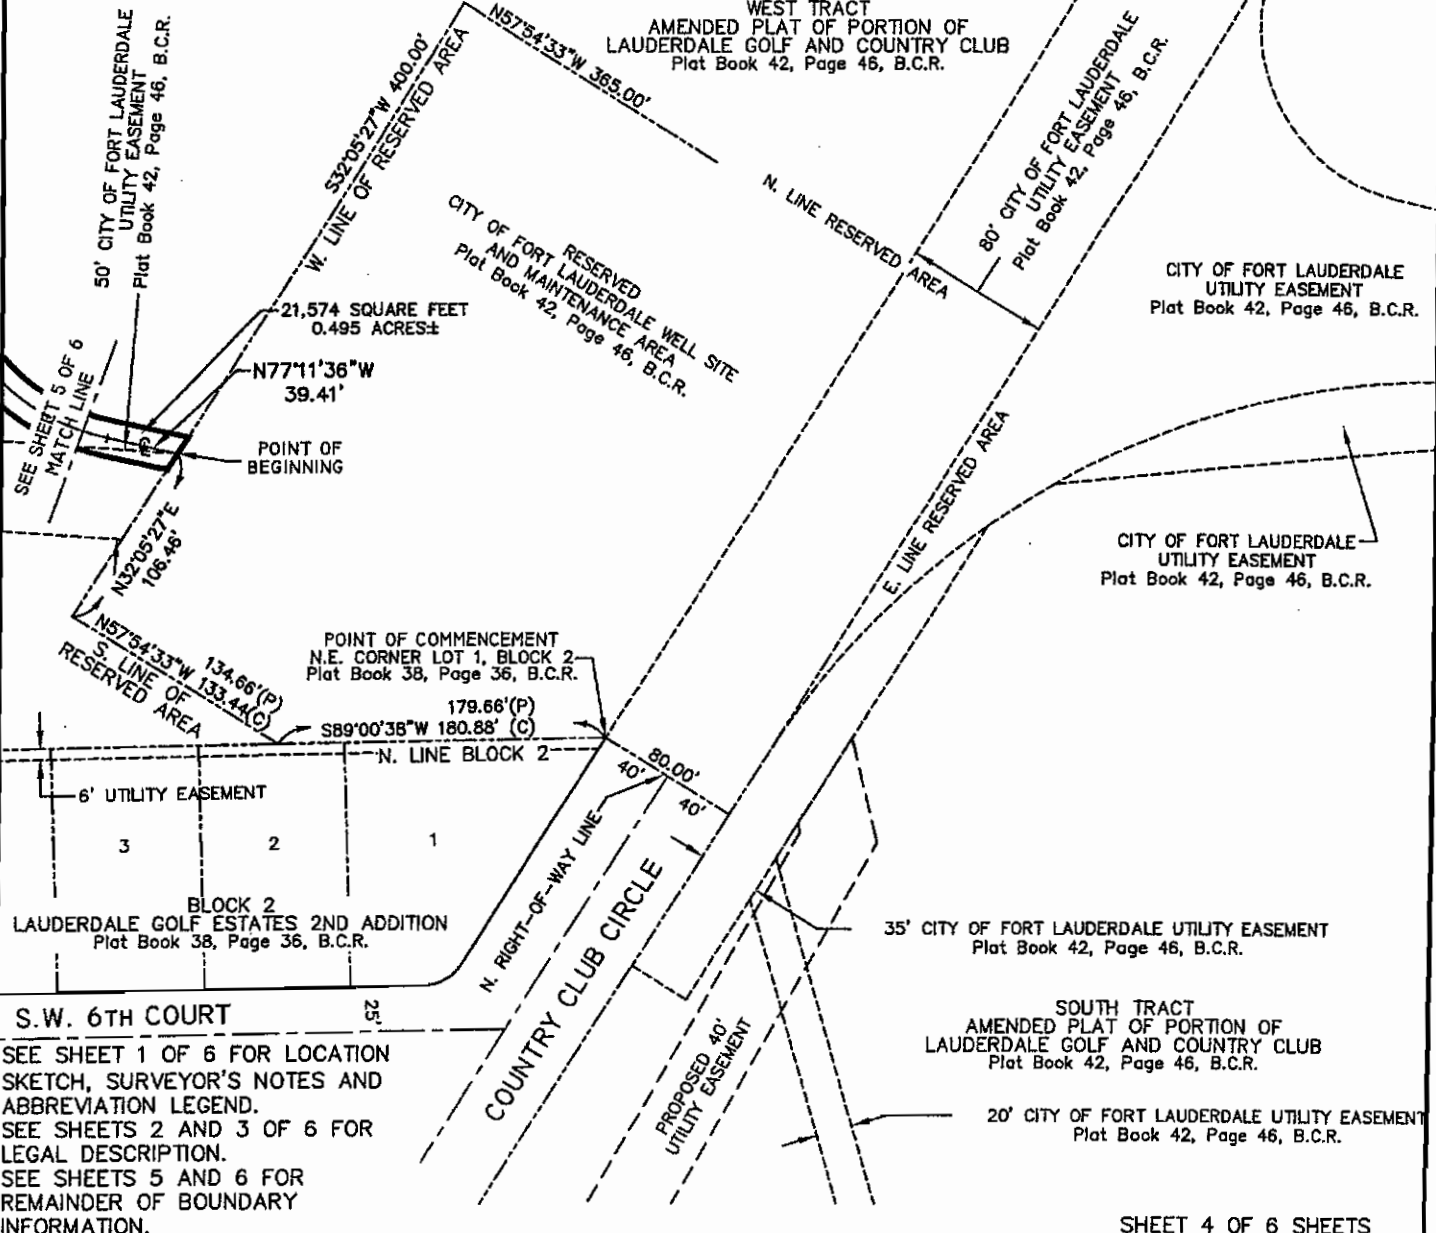 WEST TRACT
AMENDED PLAT OF PORTION OF
LAUDERDALE GOLF AND COUNTRY CLUB
Plat Book 42, Page 46, B.C.R.
50' CITY OF FORT LAUDERDALE
UTILITY EASEMENT
Plat Book 42, Page 46, B.C.R.
S32°05'27"W 400.00'
W. LINE OF RESERVED AREA
N57°54'33"W 365.00'
N. LINE RESERVED AREA
80' CITY OF FORT LAUDERDALE
UTILITY EASEMENT
Plat Book 42, Page 46, B.C.R.
RESERVED
CITY OF FORT LAUDERDALE WELL SITE
AND MAINTENANCE AREA
Plat Book 42, Page 46, B.C.R.
CITY OF FORT LAUDERDALE
UTILITY EASEMENT
Plat Book 42, Page 46, B.C.R.
21,574 SQUARE FEET
0.495 ACRES±
N77°11'36"W
39.41'
POINT OF
BEGINNING
SEE SHEET 5 OF 6
MATCH LINE
N32°05'27"E
106.46'
E. LINE RESERVED AREA
CITY OF FORT LAUDERDALE
UTILITY EASEMENT
Plat Book 42, Page 46, B.C.R.
N57°54'33"W 134.66'(P)
133.44(C)
S. LINE OF
RESERVED AREA
POINT OF COMMENCEMENT
N.E. CORNER LOT 1, BLOCK 2
Plat Book 38, Page 36, B.C.R.
179.66'(P)
S89°00'38"W 180.88' (C)
N. LINE BLOCK 2
80.00'
40'
40'
6' UTILITY EASEMENT
3
2
1
N. RIGHT-OF-WAY LINE
COUNTRY CLUB CIRCLE
BLOCK 2
LAUDERDALE GOLF ESTATES 2ND ADDITION
Plat Book 38, Page 36, B.C.R.
35' CITY OF FORT LAUDERDALE UTILITY EASEMENT
Plat Book 42, Page 46, B.C.R.
S.W. 6TH COURT
25'
PROPOSED 40'
UTILITY EASEMENT
SOUTH TRACT
AMENDED PLAT OF PORTION OF
LAUDERDALE GOLF AND COUNTRY CLUB
Plat Book 42, Page 46, B.C.R.
20' CITY OF FORT LAUDERDALE UTILITY EASEMENT
Plat Book 42, Page 46, B.C.R.
SEE SHEET 1 OF 6 FOR LOCATION
SKETCH, SURVEYOR'S NOTES AND
ABBREVIATION LEGEND.
SEE SHEETS 2 AND 3 OF 6 FOR
LEGAL DESCRIPTION.
SEE SHEETS 5 AND 6 FOR
REMAINDER OF BOUNDARY
INFORMATION.
SHEET 4 OF 6 SHEETS